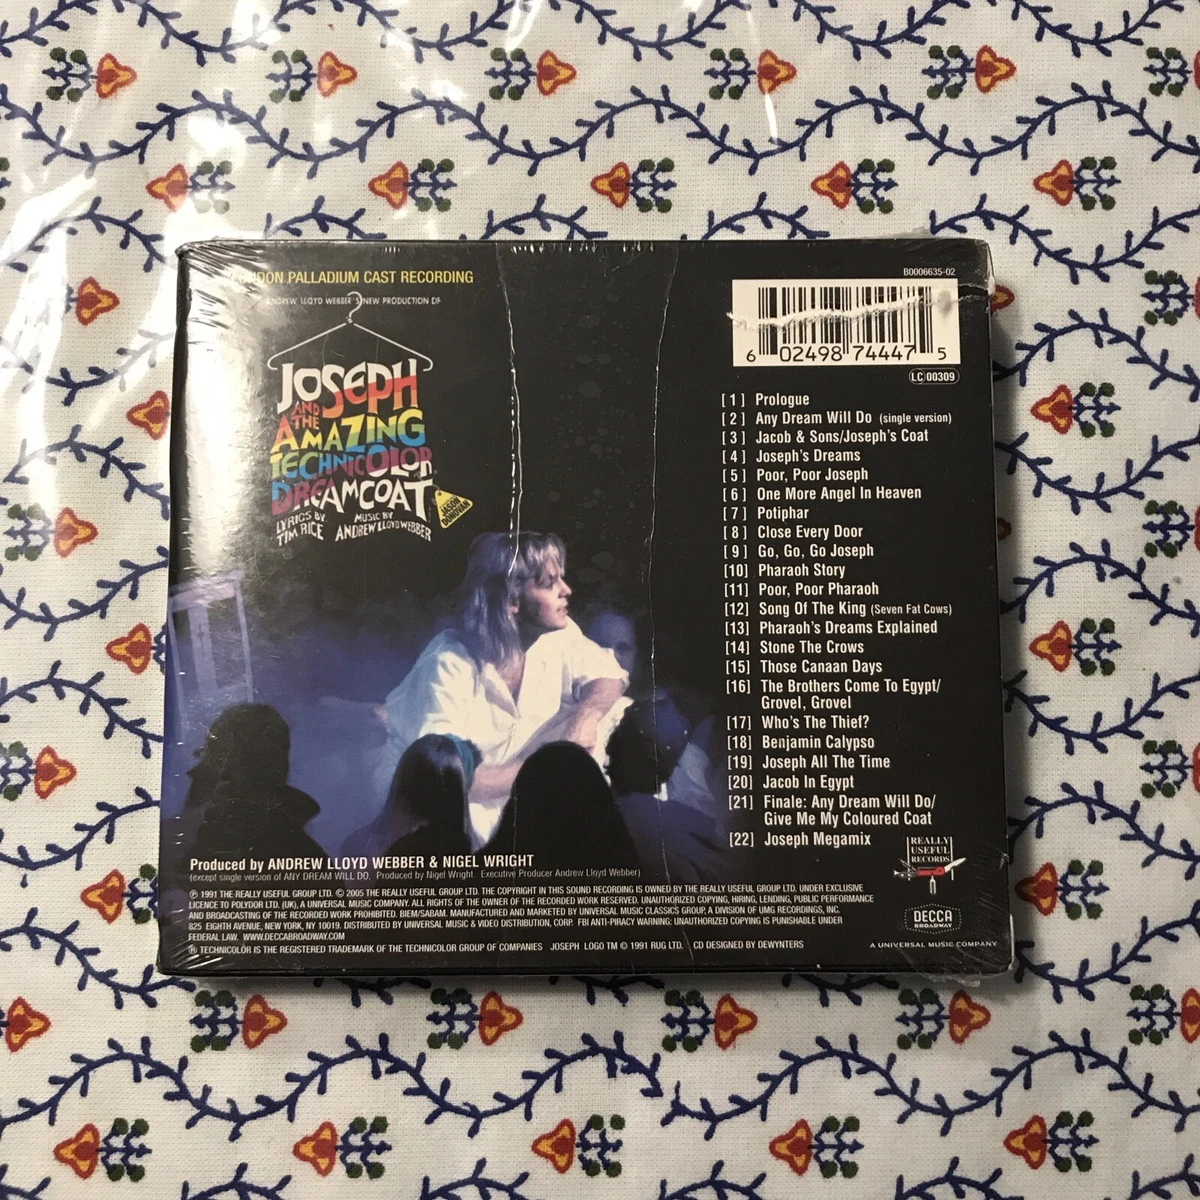 LONDON PALLADIUM CAST RECORDING
ANDREW LLOYD WEBBER'S NEW PRODUCTION OF
JOSEPH
AND THE
AMAZING
TECHNICOLOR
DREAMCOAT
JASON
DONOVAN
LYRICS BY
TIM RICE
MUSIC BY
ANDREW LLOYD WEBBER
B0006635-02
6 02498 74447 5
LC 00309
[ 1 ] Prologue
[ 2 ] Any Dream Will Do (single version)
[ 3 ] Jacob & Sons/Joseph's Coat
[ 4 ] Joseph's Dreams
[ 5 ] Poor, Poor Joseph
[ 6 ] One More Angel In Heaven
[ 7 ] Potiphar
[ 8 ] Close Every Door
[ 9 ] Go, Go, Go Joseph
[10] Pharaoh Story
[11] Poor, Poor Pharaoh
[12] Song Of The King (Seven Fat Cows)
[13] Pharaoh's Dreams Explained
[14] Stone The Crows
[15] Those Canaan Days
[16] The Brothers Come To Egypt/
Grovel, Grovel
[17] Who's The Thief?
[18] Benjamin Calypso
[19] Joseph All The Time
[20] Jacob In Egypt
[21] Finale: Any Dream Will Do/
Give Me My Coloured Coat
[22] Joseph Megamix
Produced by ANDREW LLOYD WEBBER & NIGEL WRIGHT
(except single version of ANY DREAM WILL DO. Produced by Nigel Wright. Executive Producer Andrew Lloyd Webber)
℗ 1991 THE REALLY USEFUL GROUP LTD. © 2005 THE REALLY USEFUL GROUP LTD. THE COPYRIGHT IN THIS SOUND RECORDING IS OWNED BY THE REALLY USEFUL GROUP LTD. UNDER EXCLUSIVE
LICENCE TO POLYDOR LTD. (UK), A UNIVERSAL MUSIC COMPANY. ALL RIGHTS OF THE OWNER OF THE RECORDED WORK RESERVED. UNAUTHORIZED COPYING, HIRING, LENDING, PUBLIC PERFORMANCE
AND BROADCASTING OF THE RECORDED WORK PROHIBITED. BIEM/SABAM. MANUFACTURED AND MARKETED BY UNIVERSAL MUSIC CLASSICS GROUP, A DIVISION OF UMG RECORDINGS, INC.
825 EIGHTH AVENUE, NEW YORK, NY 10019. DISTRIBUTED BY UNIVERSAL MUSIC & VIDEO DISTRIBUTION, CORP. FBI ANTI-PIRACY WARNING: UNAUTHORIZED COPYING IS PUNISHABLE UNDER
FEDERAL LAW. WWW.DECCABROADWAY.COM
® TECHNICOLOR IS THE REGISTERED TRADEMARK OF THE TECHNICOLOR GROUP OF COMPANIES JOSEPH LOGO TM © 1991 RUG LTD. CD DESIGNED BY DEWYNTERS
REALLY
USEFUL
RECORDS
DECCA
BROADWAY
A UNIVERSAL MUSIC COMPANY